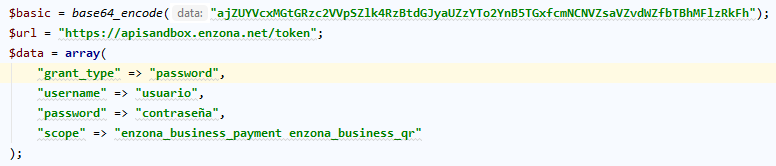 $basic = base64_encode( data: "ajZUYVcxMGtGRzc2VVpSZlk4RzBtdGJyaUZzYTo2YnB5TGxfcmNCNVZsaVZvdWZfbTBhMFlzRkFh");
$url = "https://apisandbox.enzona.net/token";
$data = array(
"grant_type" => "password",
"username" => "usuario",
"password" => "contraseña",
"scope" => "enzona_business_payment enzona_business_qr"
);